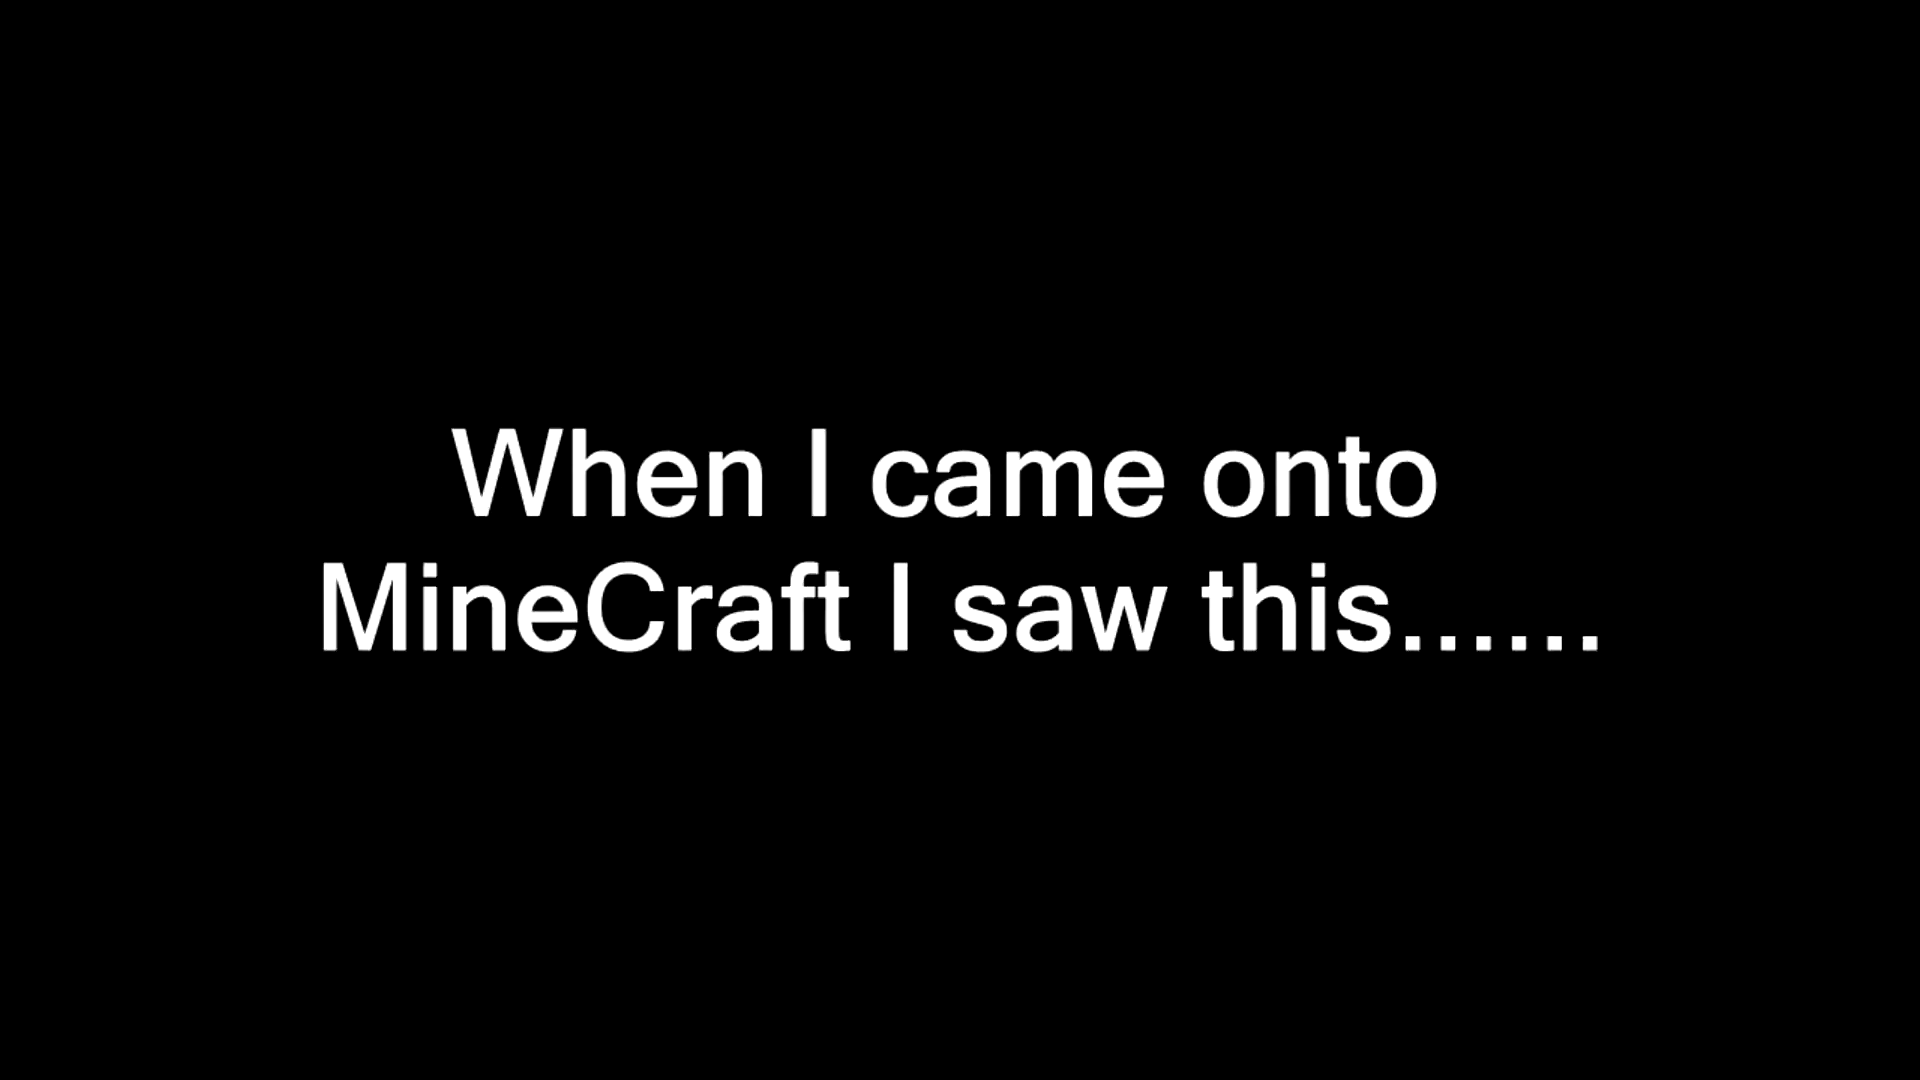 When I came onto
MineCraft I saw this......